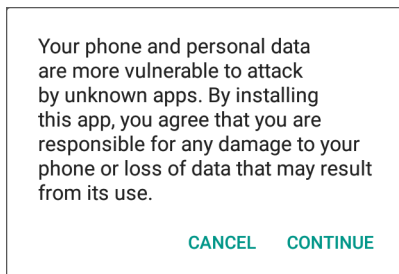 Your phone and personal data
are more vulnerable to attack
by unknown apps. By installing
this app, you agree that you are
responsible for any damage to your
phone or loss of data that may result
from its use.
CANCEL CONTINUE